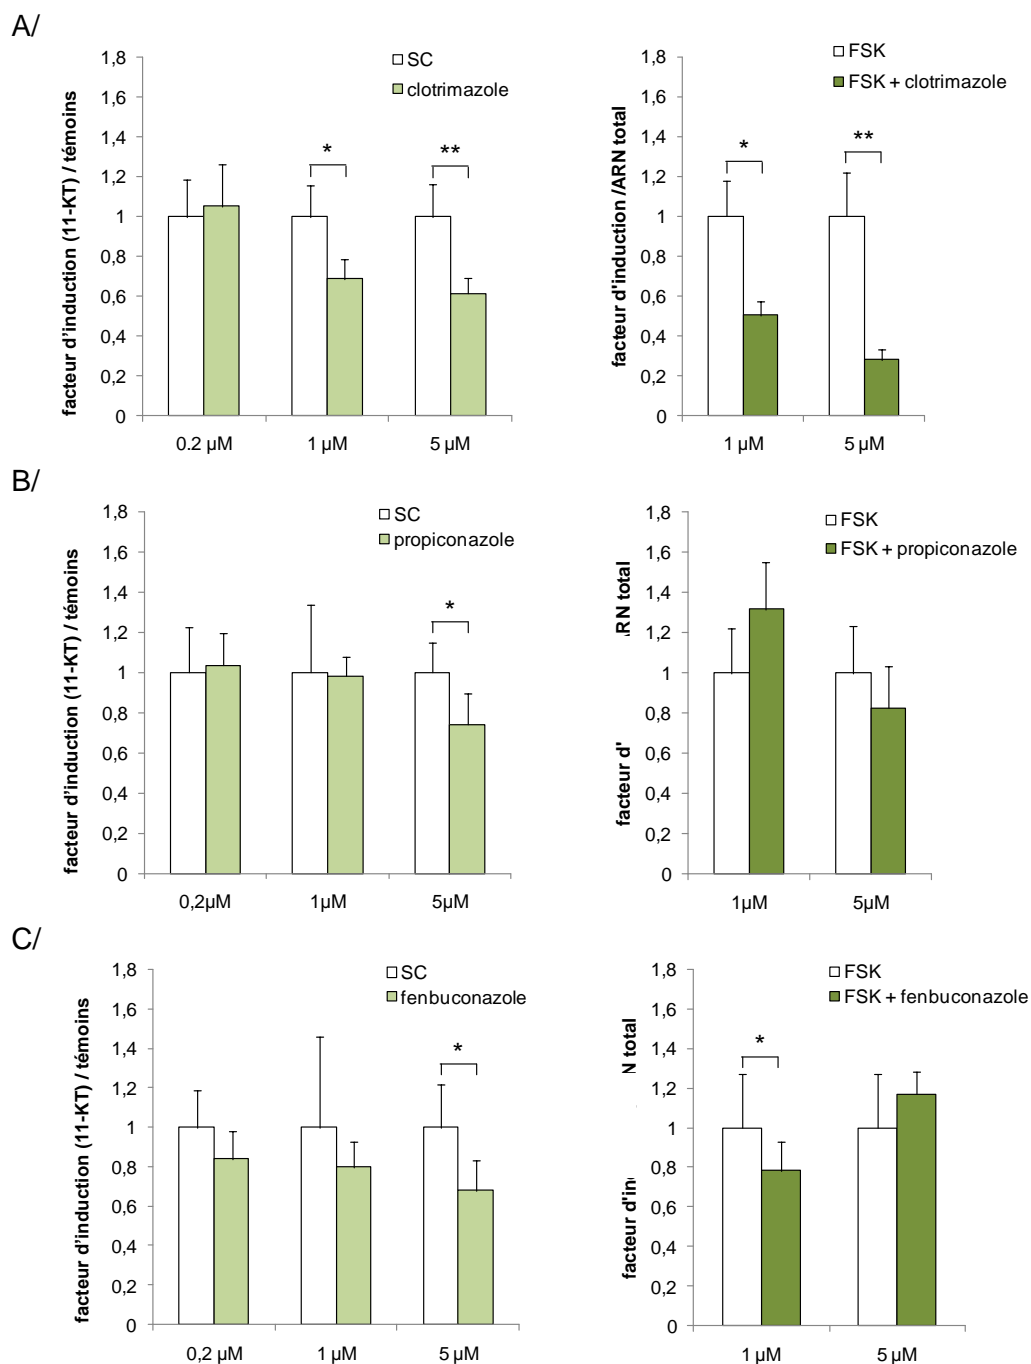 A/
facteur d'induction (11-KT) / témoins
1,8
1,6
1,4
1,2
1
0,8
0,6
0,4
0,2
0
SC
clotrimazole
*
**
0.2 µM
1 µM
5 µM
facteur d'induction /ARN total
1,8
1,6
1,4
1,2
1
0,8
0,6
0,4
0,2
0
FSK
FSK + clotrimazole
*
**
1 µM
5 µM
B/
facteur d'induction (11-KT) / témoins
1,8
1,6
1,4
1,2
1
0,8
0,6
0,4
0,2
0
SC
propiconazole
*
0,2µM
1µM
5µM
facteur d' RN total
1,8
1,6
1,4
1,2
1
0,8
0,6
0,4
0,2
0
FSK
FSK + propiconazole
1µM
5µM
C/
facteur d'induction (11-KT) / témoins
1,8
1,6
1,4
1,2
1
0,8
0,6
0,4
0,2
0
SC
fenbuconazole
*
0,2 µM
1 µM
5 µM
facteur d'in total
1,8
1,6
1,4
1,2
1
0,8
0,6
0,4
0,2
0
FSK
FSK + fenbuconazole
*
1 µM
5 µM